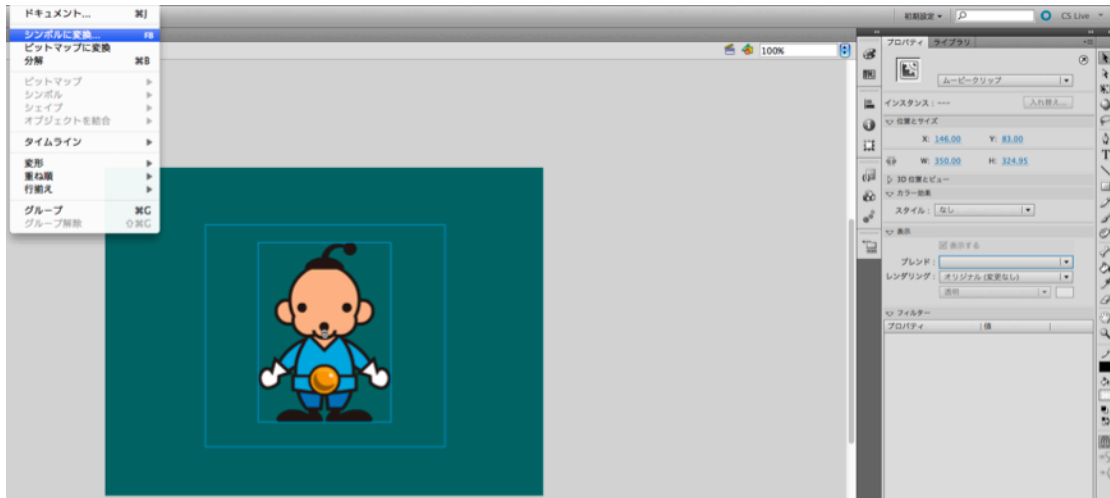 ドキュメント... ⌘J
シンボルに変換... F8
ビットマップに変換
分解 ⌘B
ビットマップ
シンボル
シェイプ
オブジェクトを結合
タイムライン
変形
重ね順
行揃え
グループ ⌘G
グループ解除 ⇧⌘G
100%
初期設定
CS Live
プロパティ ライブラリ
ムービークリップ
インスタンス : --- 入れ替え...
位置とサイズ
X: 146.00 Y: 83.00
W: 350.00 H: 324.95
3D 位置とビュー
カラー効果
スタイル : なし
表示
表示する
ブレンド :
レンダリング : オリジナル (変更なし)
透明
フィルター
プロパティ 値